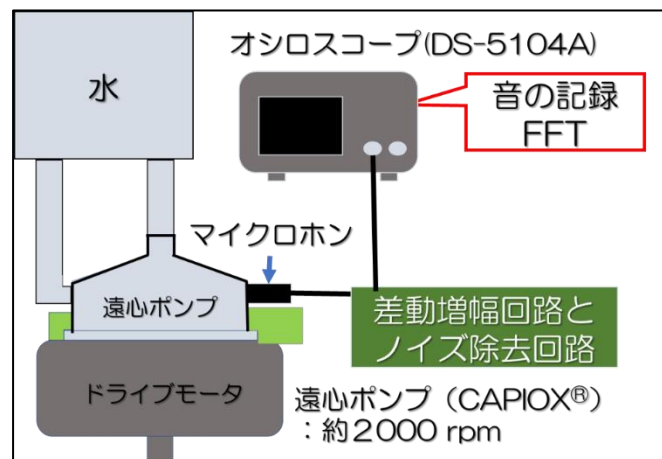 オシロスコープ(DS-5104A)
水
音の記録
FFT
マイクロホン
遠心ポンプ
差動増幅回路と
ノイズ除去回路
ドライブモータ
遠心ポンプ（CAPIOX®）
：約２０００ rpm